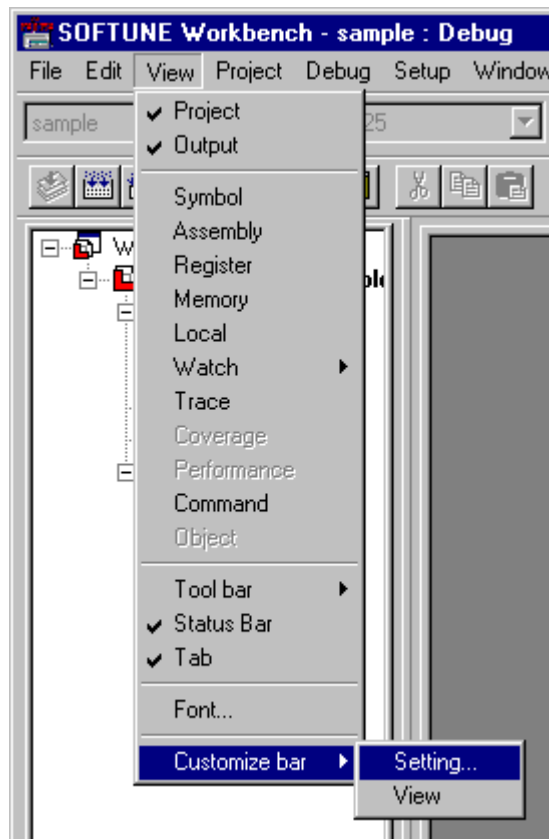 SOFTUNE Workbench - sample : Debug
File Edit View Project Debug Setup Window
sample 25
Project
Output
Symbol
Assembly
Register
Memory
Local
Watch
Trace
Coverage
Performance
Command
Object
Tool bar
Status Bar
Tab
Font...
Customize bar
Setting...
View